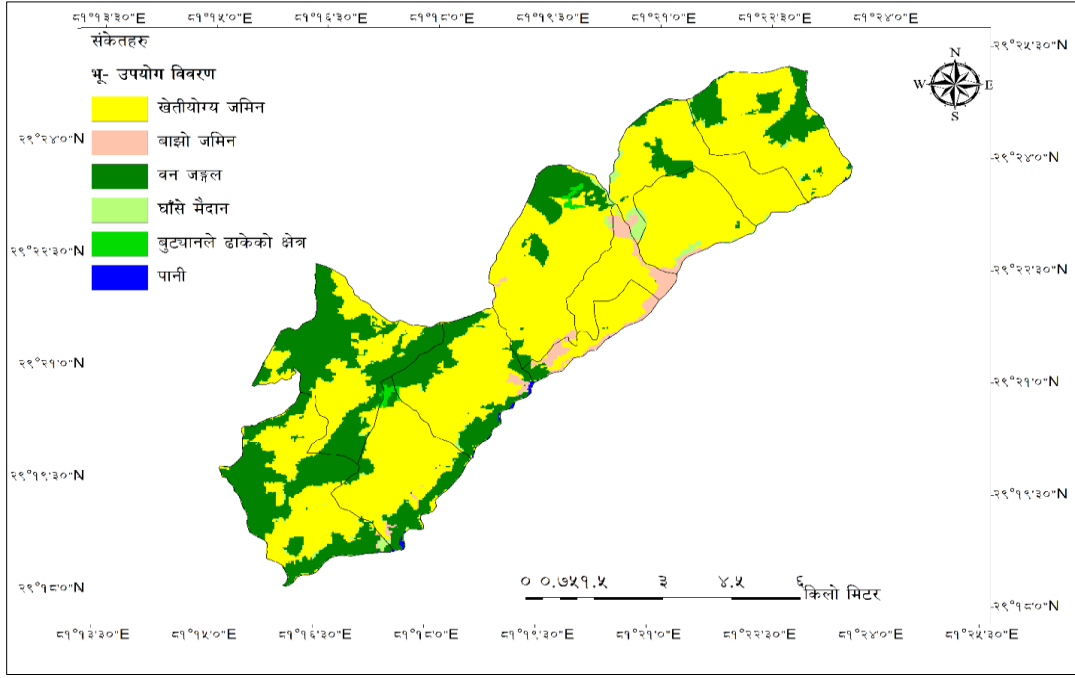 ८१°१३'३०"E ८१°१५'०"E ८१°१६'३०"E ८१°१८'०"E ८१°१९'३०"E ८१°२१'०"E ८१°२२'३०"E ८१°२४'०"E
संकेतहरु
भू- उपयोग विवरण
खेतीयोग्य जमिन
बाझो जमिन
वन जङ्गल
घाँसे मैदान
बुट्यानले ढाकेको क्षेत्र
पानी
N
W E
S
२९°२५'३०"N
२९°२४'०"N २९°२४'०"N
२९°२२'३०"N २९°२२'३०"N
२९°२१'०"N २९°२१'०"N
२९°१९'३०"N २९°१९'३०"N
२९°१८'०"N २९°१८'०"N
० ०.७५१.५ ३ ४.५ ६ किलो मिटर
८१°१३'३०"E ८१°१५'०"E ८१°१६'३०"E ८१°१८'०"E ८१°१९'३०"E ८१°२१'०"E ८१°२२'३०"E ८१°२४'०"E ८१°२५'३०"E